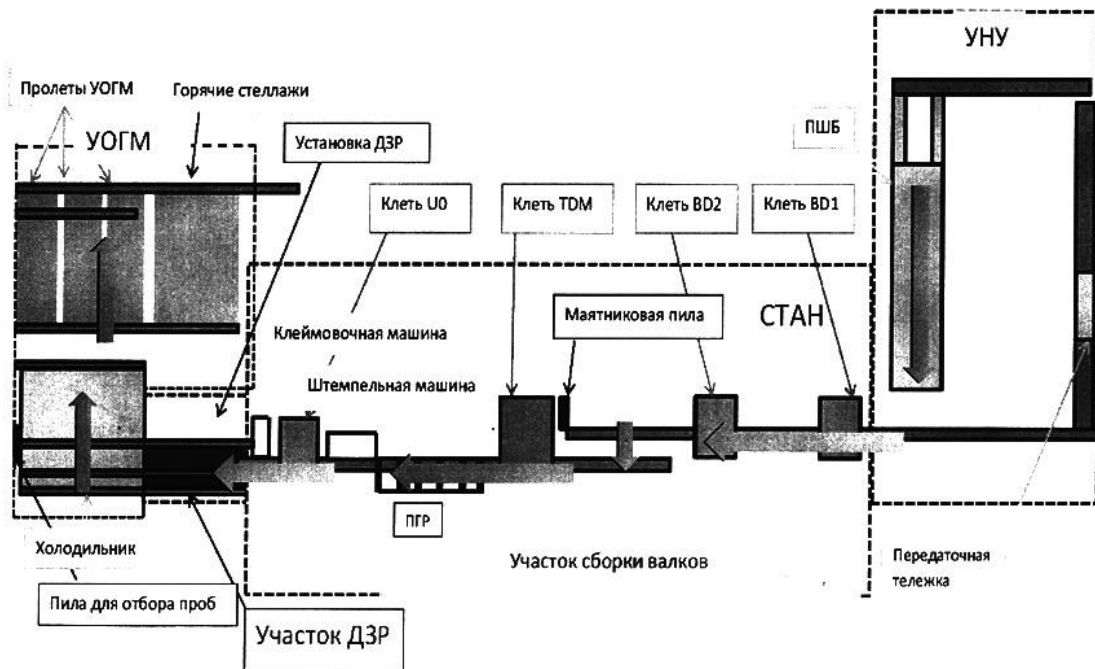 УНУ
Пролеты УОГМ
Горячие стеллажи
УОГМ
Установка ДЗР
ПШБ
Клеть U0
Клеть TDM
Клеть BD2
Клеть BD1
СТАН
Клеймовочная машина
Маятниковая пила
Штемпельная машина
ПГР
Холодильник
Участок сборки валков
Передаточная
тележка
Пила для отбора проб
Участок ДЗР